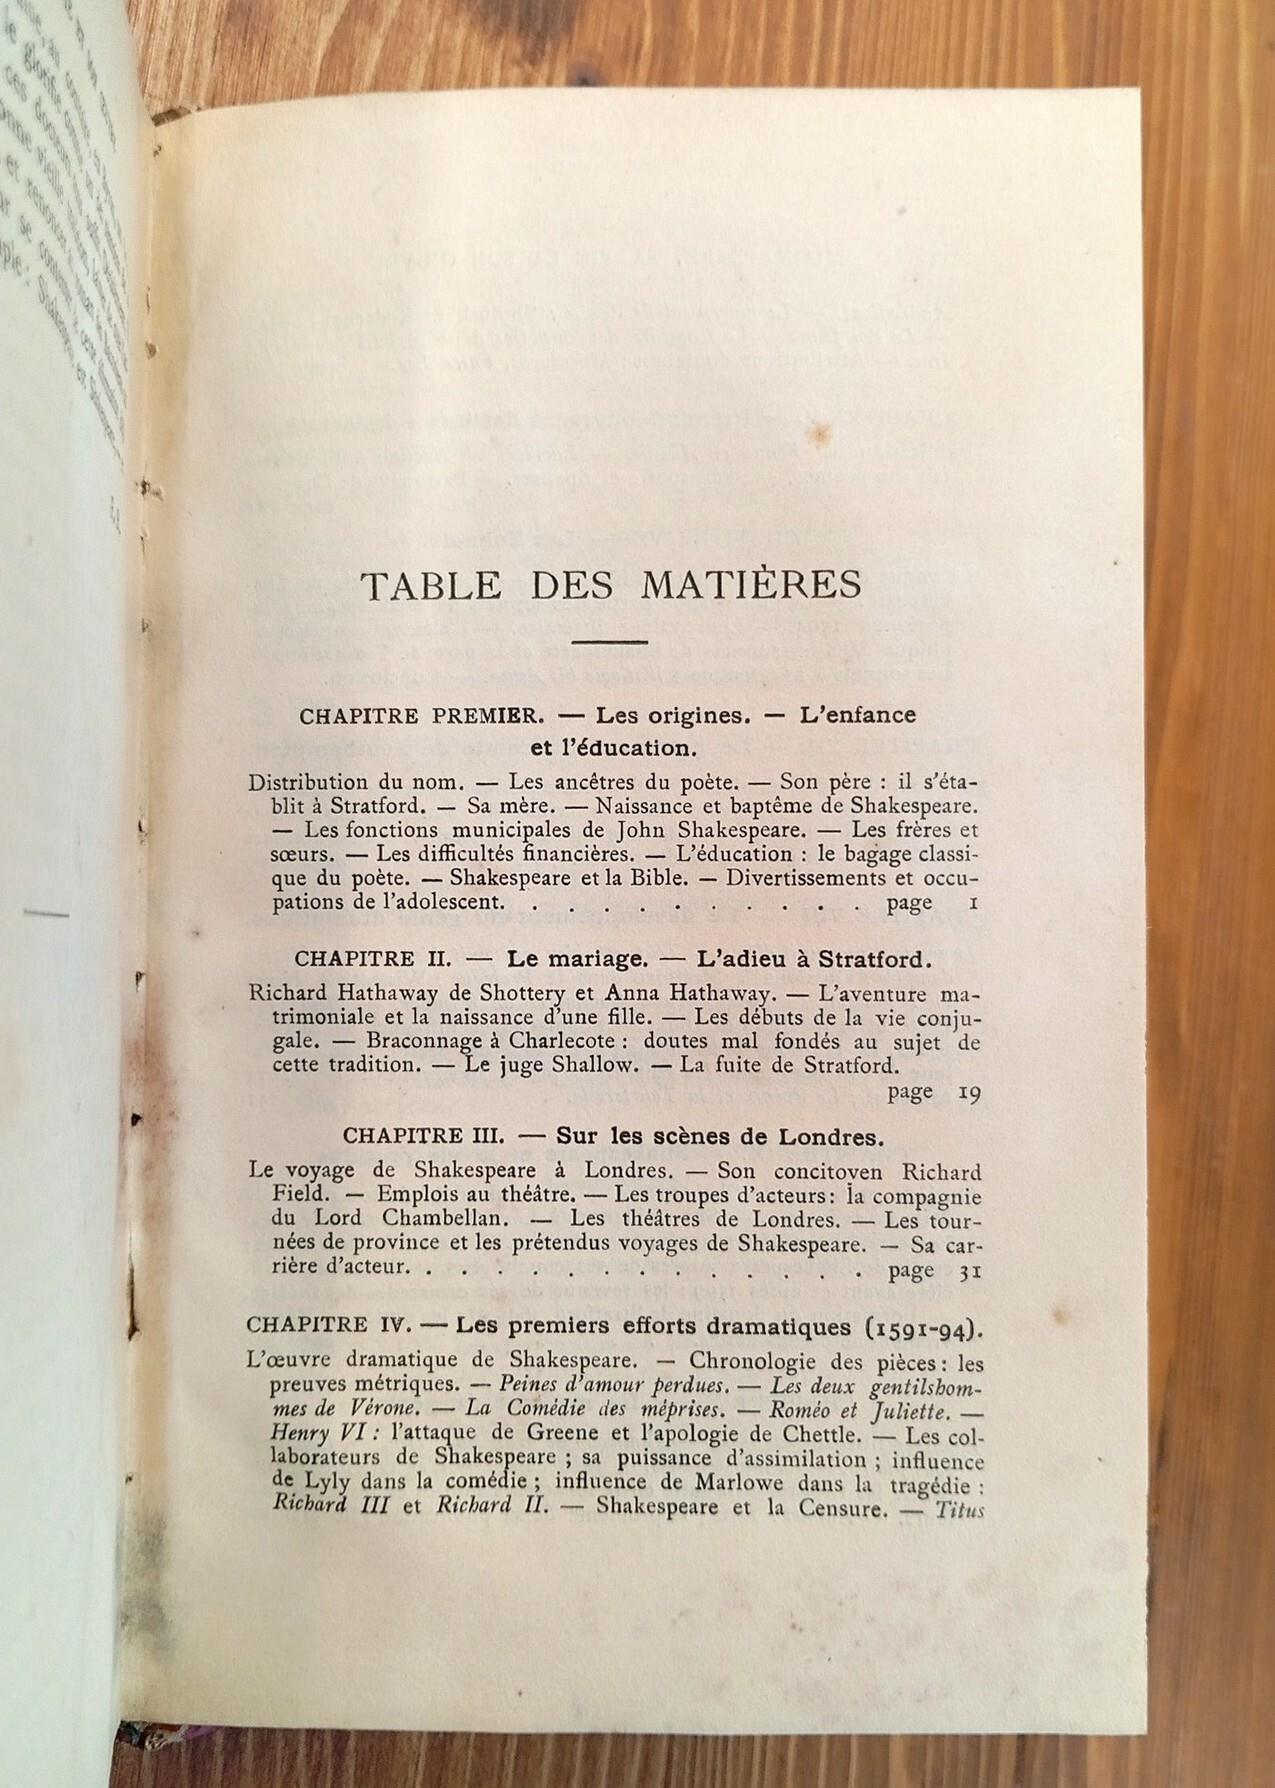 TABLE DES MATIÈRES
CHAPITRE PREMIER. — Les origines. — L'enfance
et l'éducation.
Distribution du nom. — Les ancêtres du poète. — Son père : il s'éta-
blit à Stratford. — Sa mère. — Naissance et baptême de Shakespeare.
— Les fonctions municipales de John Shakespeare. — Les frères et
sœurs. — Les difficultés financières. — L'éducation : le bagage classi-
que du poète. — Shakespeare et la Bible. — Divertissements et occu-
pations de l'adolescent. . . . . . . . . . . page 1
CHAPITRE II. — Le mariage. — L'adieu à Stratford.
Richard Hathaway de Shottery et Anna Hathaway. — L'aventure ma-
trimoniale et la naissance d'une fille. — Les débuts de la vie conju-
gale. — Braconnage à Charlecote : doutes mal fondés au sujet de
cette tradition. — Le juge Shallow. — La fuite de Stratford.
page 19
CHAPITRE III. — Sur les scènes de Londres.
Le voyage de Shakespeare à Londres. — Son concitoyen Richard
Field. — Emplois au théâtre. — Les troupes d'acteurs : la compagnie
du Lord Chambellan. — Les théâtres de Londres. — Les tour-
nées de province et les prétendus voyages de Shakespeare. — Sa car-
rière d'acteur. . . . . . . . . . . . . . page 31
CHAPITRE IV. — Les premiers efforts dramatiques (1591-94).
L'œuvre dramatique de Shakespeare. — Chronologie des pièces : les
preuves métriques. — Peines d'amour perdues. — Les deux gentilshom-
mes de Vérone. — La Comédie des méprises. — Roméo et Juliette. —
Henry VI : l'attaque de Greene et l'apologie de Chettle. — Les col-
laborateurs de Shakespeare ; sa puissance d'assimilation ; influence
de Lyly dans la comédie ; influence de Marlowe dans la tragédie :
Richard III et Richard II. — Shakespeare et la Censure. — Titus